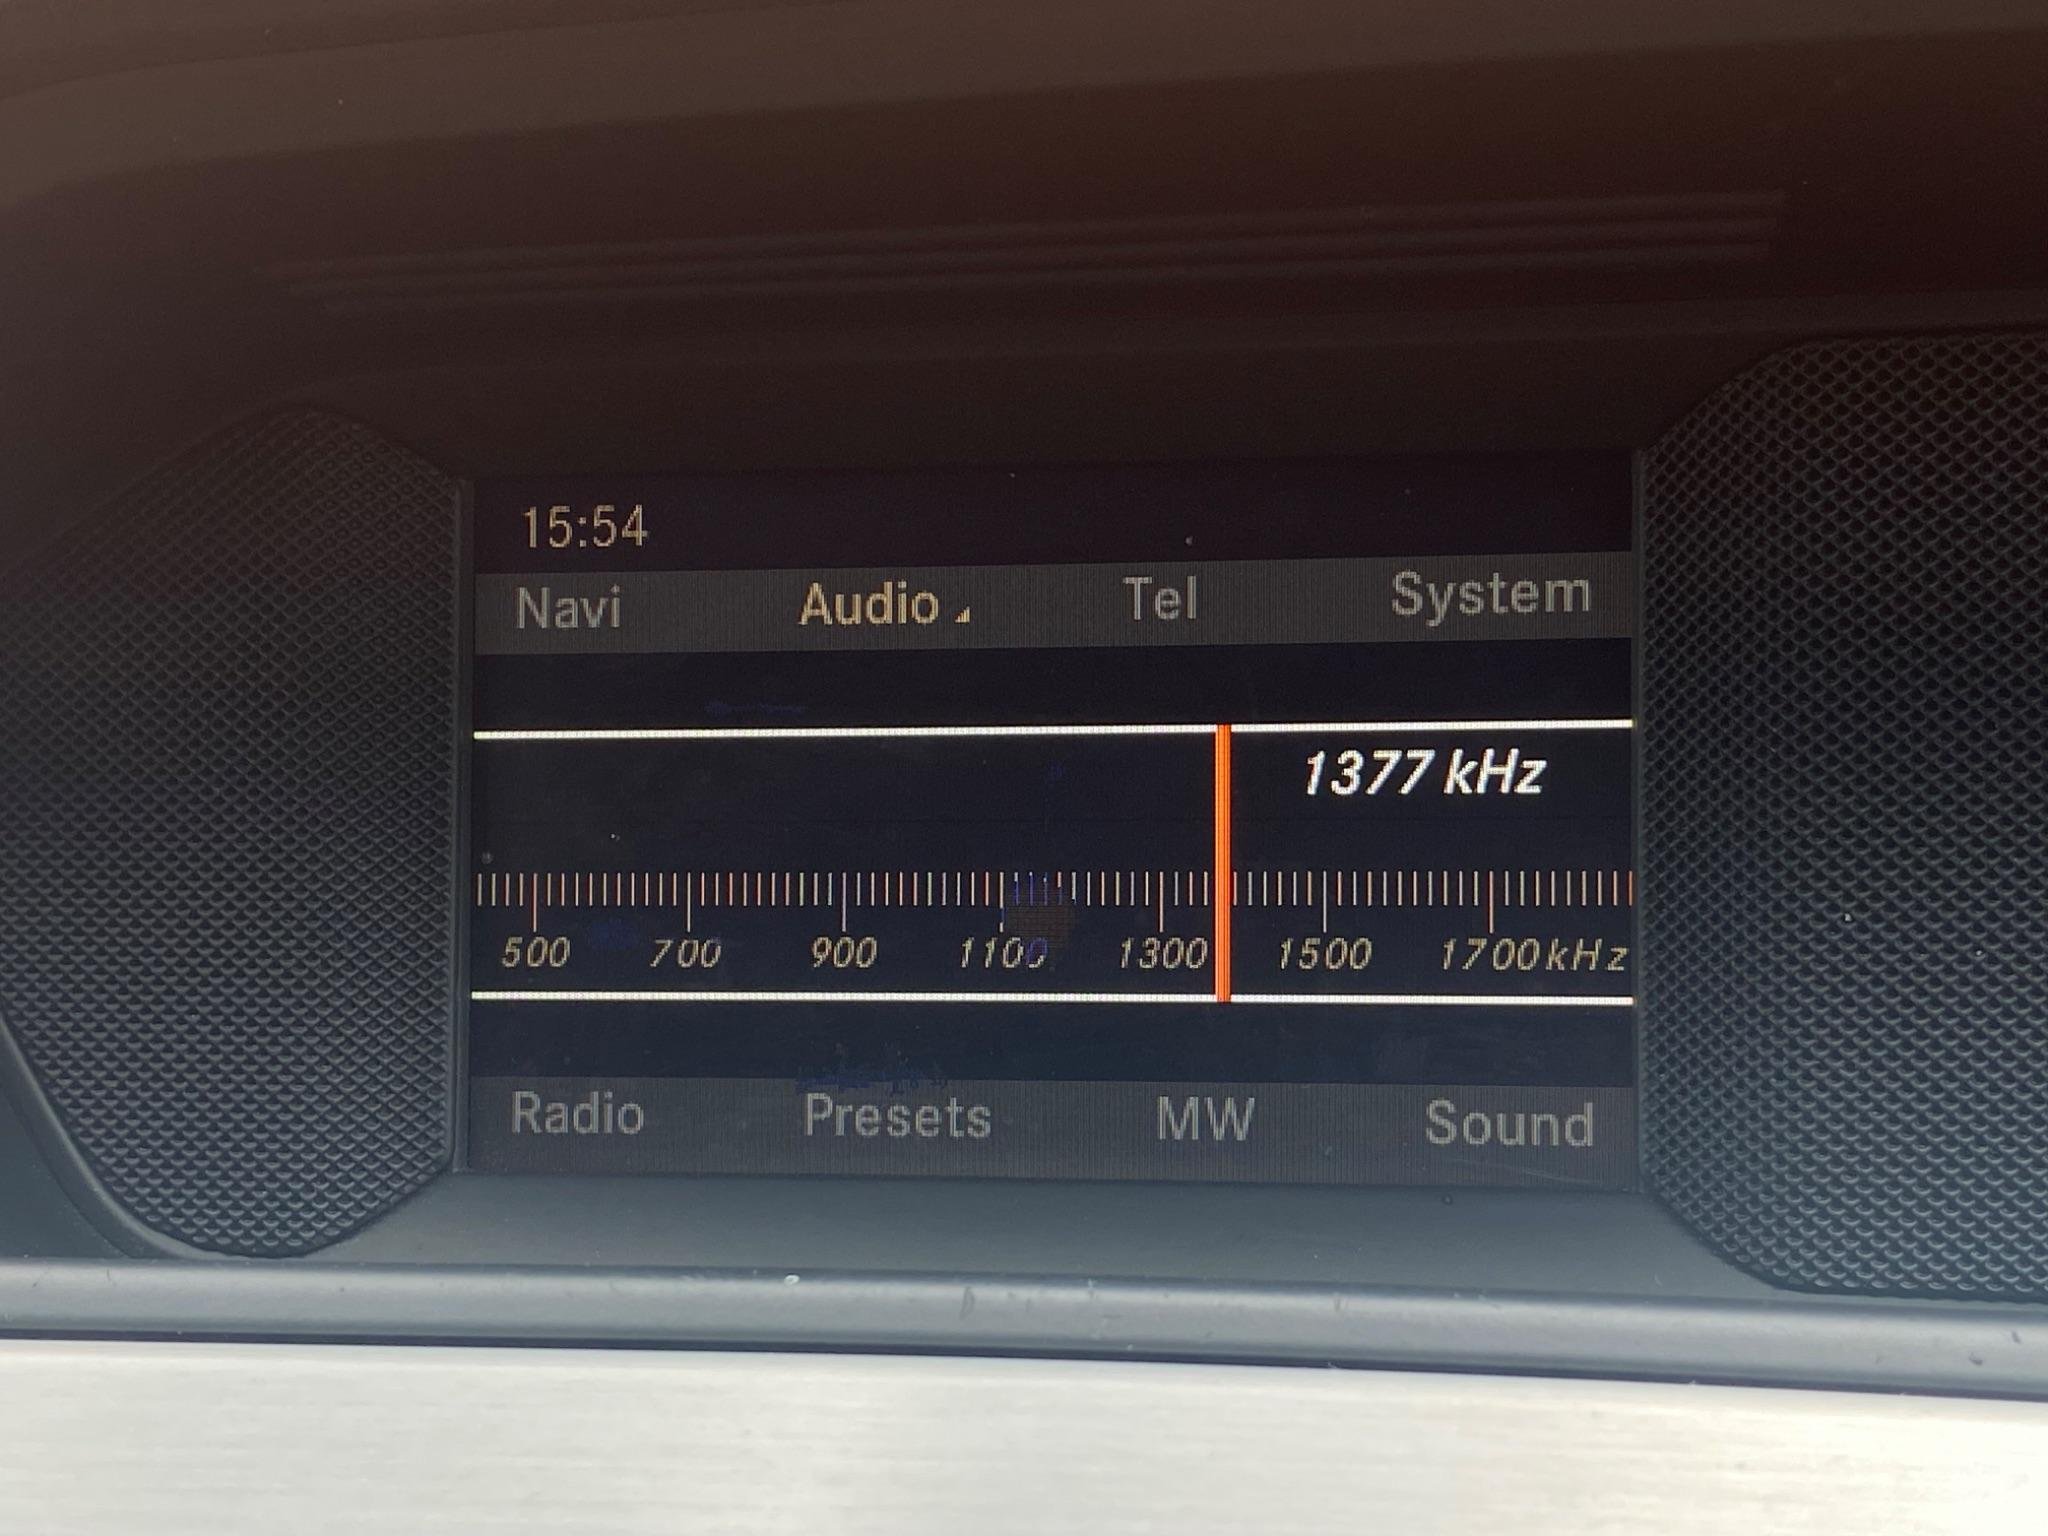 15:54
Navi Audio Tel System
1377 kHz
500 700 900 1100 1300 1500 1700kHz
Radio Presets MW Sound